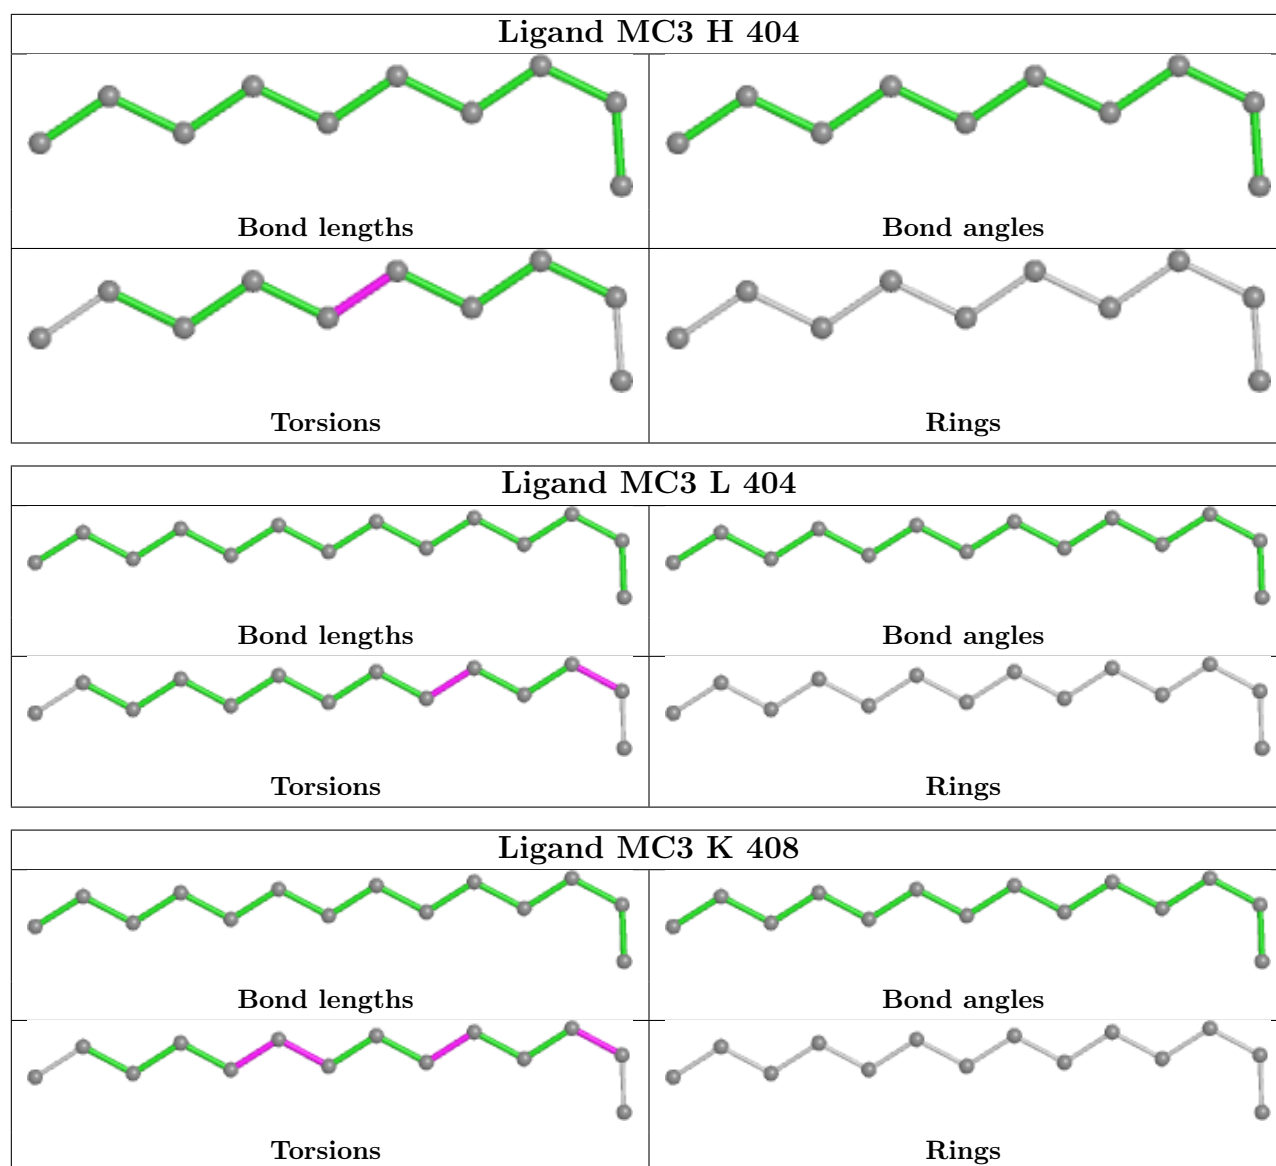 Ligand MC3 H 404
Bond lengths
Bond angles
Torsions
Rings
Ligand MC3 L 404
Bond lengths
Bond angles
Torsions
Rings
Ligand MC3 K 408
Bond lengths
Bond angles
Torsions
Rings